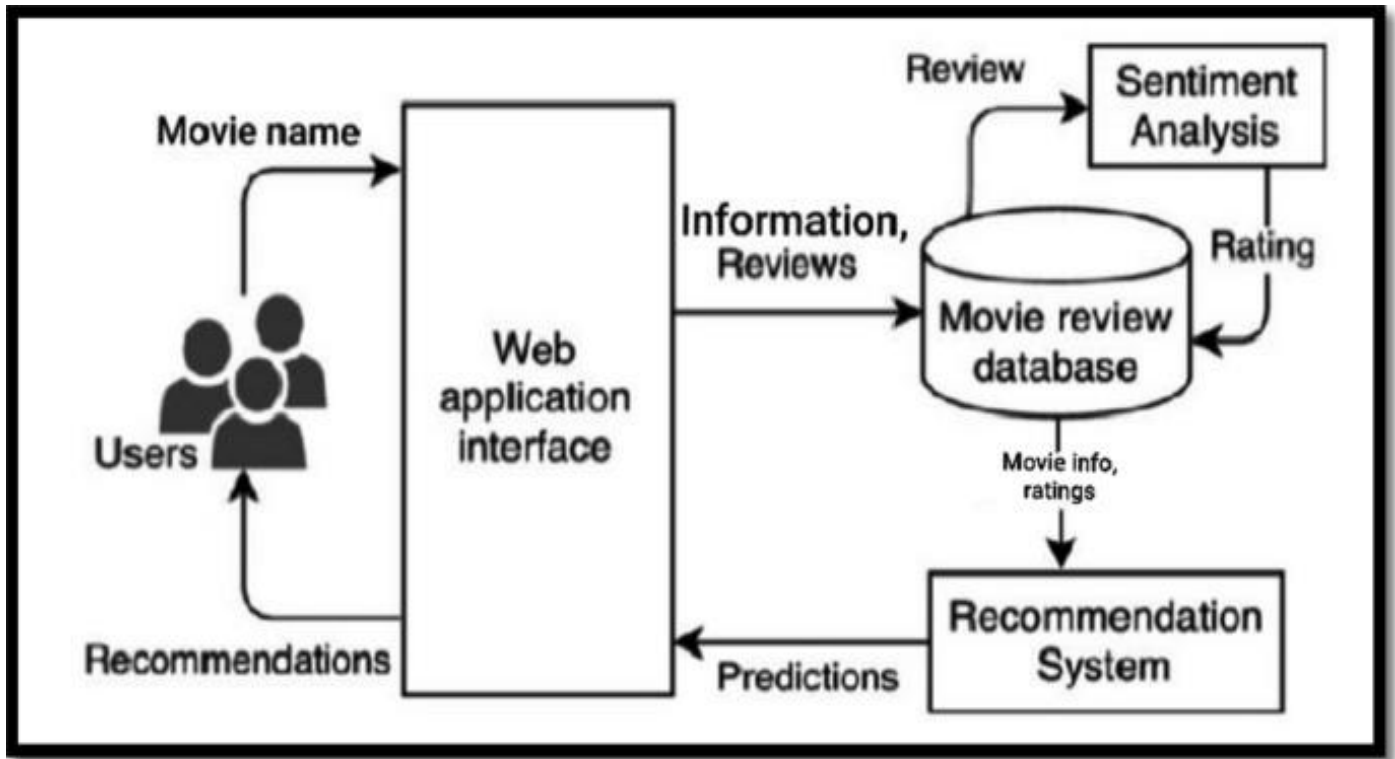 Movie name
Users
Recommendations
Web
application
interface
Information,
Reviews
Review
Sentiment
Analysis
Rating
Movie review
database
Movie info,
ratings
Recommendation
System
Predictions